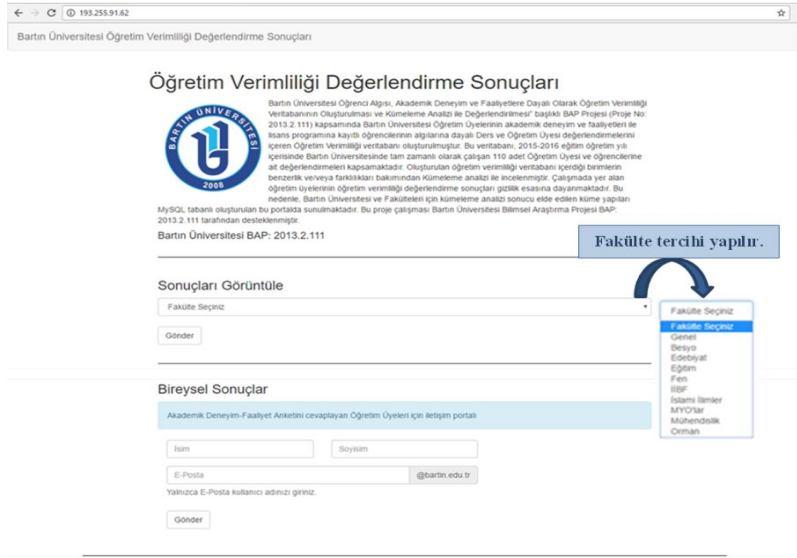 193.255.91.62
Bartın Üniversitesi Öğretim Verimliliği Değerlendirme Sonuçları
Öğretim Verimliliği Değerlendirme Sonuçları
BARTIN ÜNİVERSİTESİ
2008
Bartın Üniversitesi Öğrenci Algısı, Akademik Deneyim ve Faaliyetlere Dayalı Olarak Öğretim Verimliliği
Veritabanının Oluşturulması ve Kümeleme Analizi ile Değerlendirilmesi" başlıklı BAP Projesi (Proje No:
2013.2.111) kapsamında Bartın Üniversitesi Öğretim Üyelerinin akademik deneyim ve faaliyetleri ile
lisans programına kayıtlı öğrencilerinin algılarına dayalı Ders ve Öğretim Üyesi değerlendirmelerini
içeren Öğretim Verimliliği veritabanı oluşturulmuştur. Bu veritabanı, 2015-2016 eğitim öğretim yılı
içerisinde Bartın Üniversitesinde tam zamanlı olarak çalışan 110 adet Öğretim Üyesi ve öğrencilerine
ait değerlendirmeleri kapsamaktadır. Oluşturulan öğretim verimliliği veritabanı içerdiği birimlerin
benzerlik ve/veya farklılıkları bakımından Kümeleme analizi ile incelenmiştir. Çalışmada yer alan
öğretim üyelerinin öğretim verimliliği değerlendirme sonuçları gizlilik esasına dayanmaktadır. Bu
nedenle, Bartın Üniversitesi ve Fakülteleri için kümeleme analizi sonucu elde edilen küme yapıları
MySQL tabanlı oluşturulan bu portalda sunulmaktadır. Bu proje çalışması Bartın Üniversitesi Bilimsel Araştırma Projesi BAP:
2013.2.111 tarafından desteklenmiştir.
Bartın Üniversitesi BAP: 2013.2.111
Fakülte tercihi yapılır.
Sonuçları Görüntüle
Fakülte Seçiniz
Gönder
Fakülte Seçiniz
Fakülte Seçiniz
Genel
Besyo
Edebiyat
Eğitim
Fen
İİBF
İslami İlimler
MYO'lar
Mühendislik
Orman
Bireysel Sonuçlar
Akademik Deneyim-Faaliyet Anketini cevaplayan Öğretim Üyeleri için iletişim portalı
İsim
Soyisim
E-Posta
@bartin.edu.tr
Yalnızca E-Posta kullanıcı adınızı giriniz.
Gönder